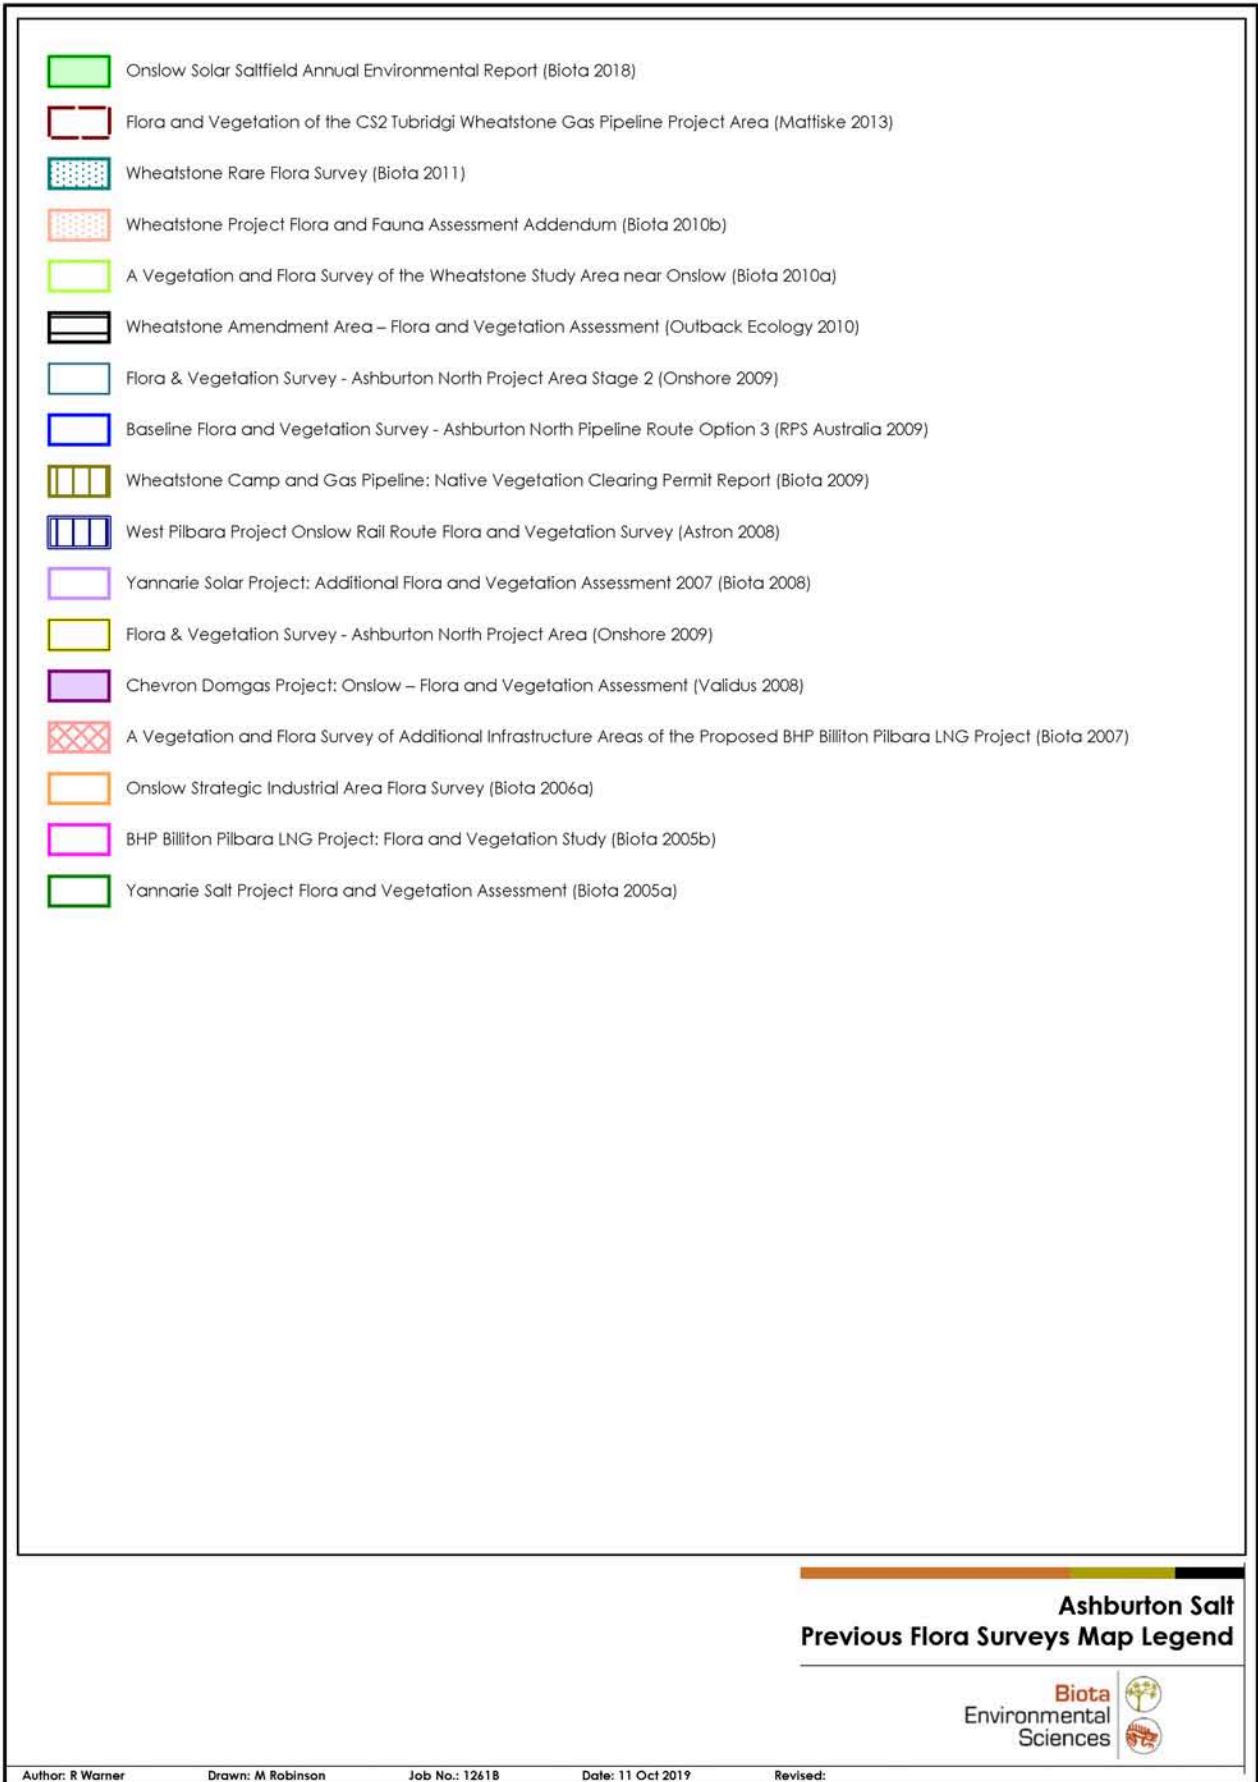 Onslow Solar Saltfield Annual Environmental Report (Biota 2018)
Flora and Vegetation of the CS2 Tubridgi Wheatstone Gas Pipeline Project Area (Mattiske 2013)
Wheatstone Rare Flora Survey (Biota 2011)
Wheatstone Project Flora and Fauna Assessment Addendum (Biota 2010b)
A Vegetation and Flora Survey of the Wheatstone Study Area near Onslow (Biota 2010a)
Wheatstone Amendment Area – Flora and Vegetation Assessment (Outback Ecology 2010)
Flora & Vegetation Survey - Ashburton North Project Area Stage 2 (Onshore 2009)
Baseline Flora and Vegetation Survey - Ashburton North Pipeline Route Option 3 (RPS Australia 2009)
Wheatstone Camp and Gas Pipeline: Native Vegetation Clearing Permit Report (Biota 2009)
West Pilbara Project Onslow Rail Route Flora and Vegetation Survey (Astron 2008)
Yannarie Solar Project: Additional Flora and Vegetation Assessment 2007 (Biota 2008)
Flora & Vegetation Survey - Ashburton North Project Area (Onshore 2009)
Chevron Domgas Project: Onslow – Flora and Vegetation Assessment (Validus 2008)
A Vegetation and Flora Survey of Additional Infrastructure Areas of the Proposed BHP Billiton Pilbara LNG Project (Biota 2007)
Onslow Strategic Industrial Area Flora Survey (Biota 2006a)
BHP Billiton Pilbara LNG Project: Flora and Vegetation Study (Biota 2005b)
Yannarie Salt Project Flora and Vegetation Assessment (Biota 2005a)
Ashburton Salt
Previous Flora Surveys Map Legend
Biota
Environmental
Sciences
Author: R Warner Drawn: M Robinson Job No.: 1261B Date: 11 Oct 2019 Revised: